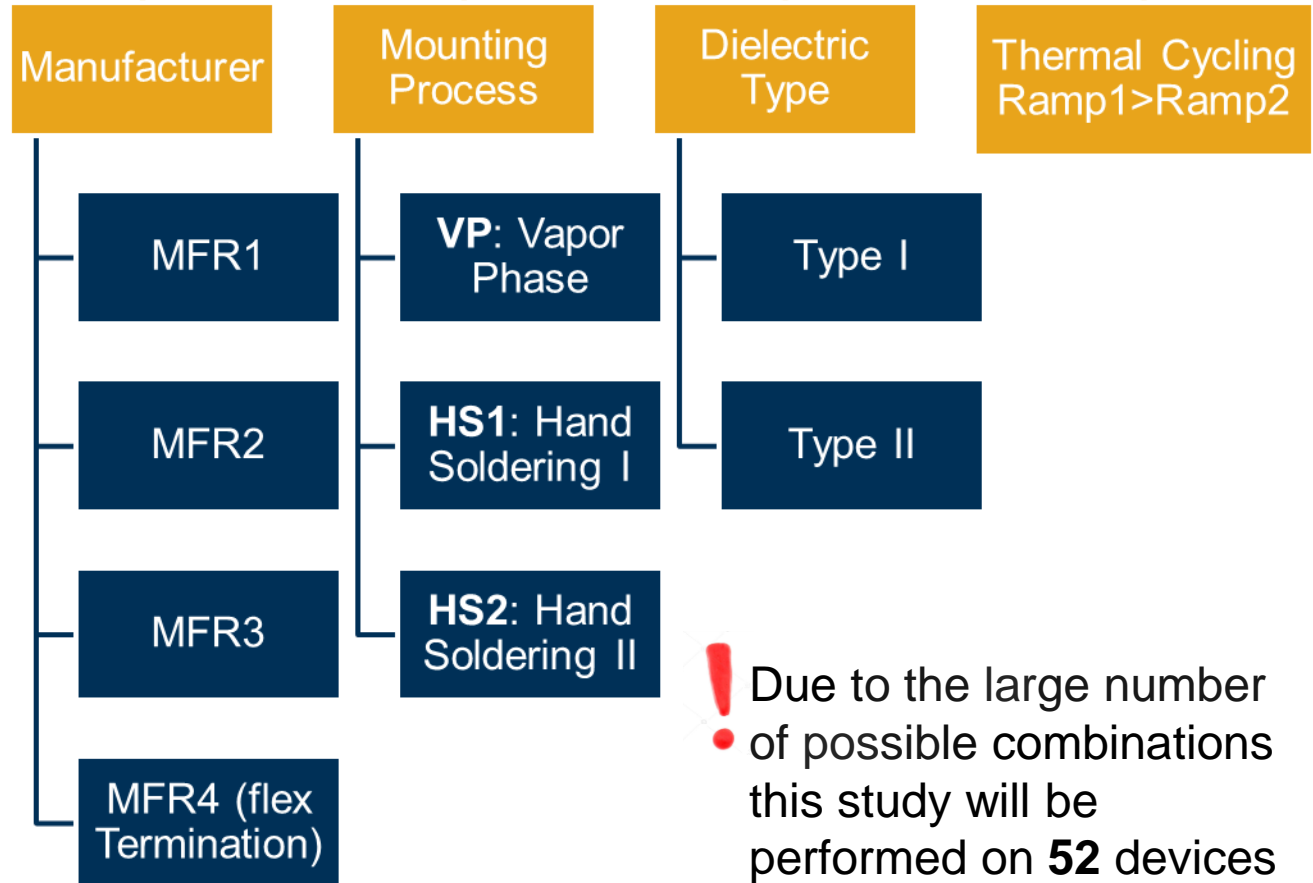 Manufacturer
MFR1
MFR2
MFR3
MFR4 (flex
Termination)
Mounting
Process
VP: Vapor
Phase
HS1: Hand
Soldering I
HS2: Hand
Soldering II
Dielectric
Type
Type I
Type II
Thermal Cycling
Ramp1>Ramp2
Due to the large number
of possible combinations
this study will be
performed on 52 devices